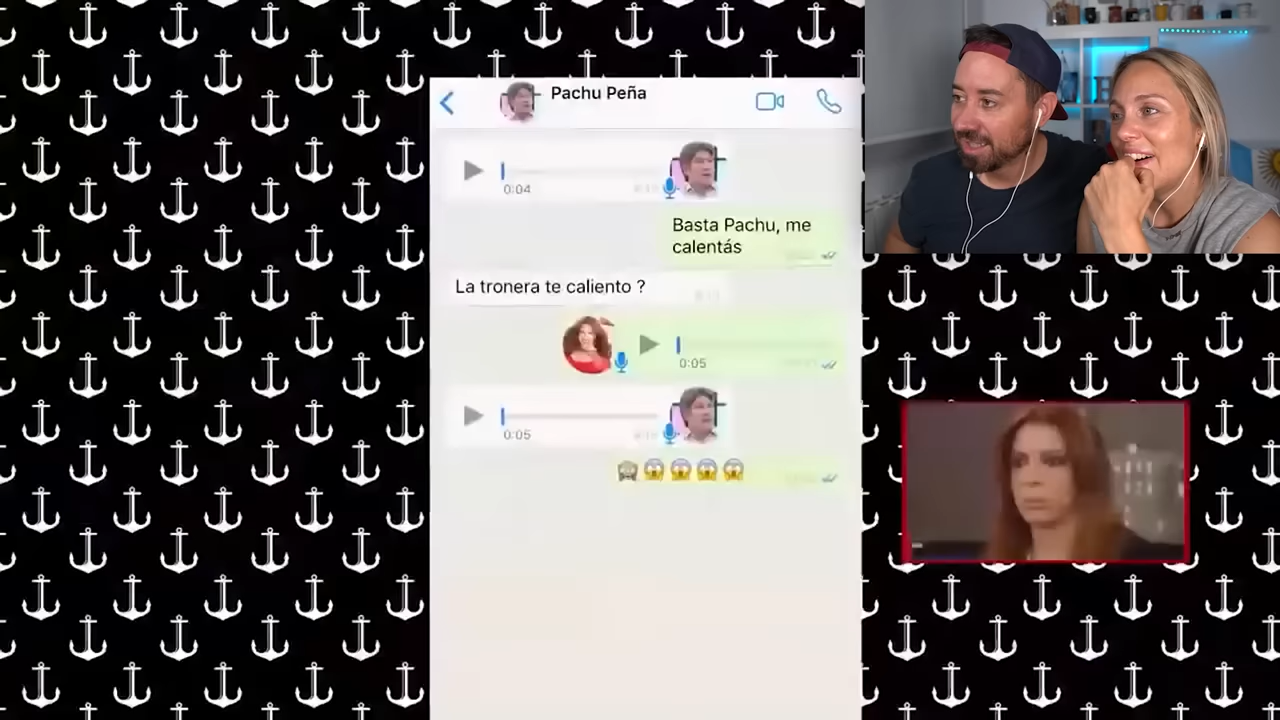 Pachu Peña
0:04
Basta Pachu, me
calentás
La tronera te caliento ?
0:05
0:05